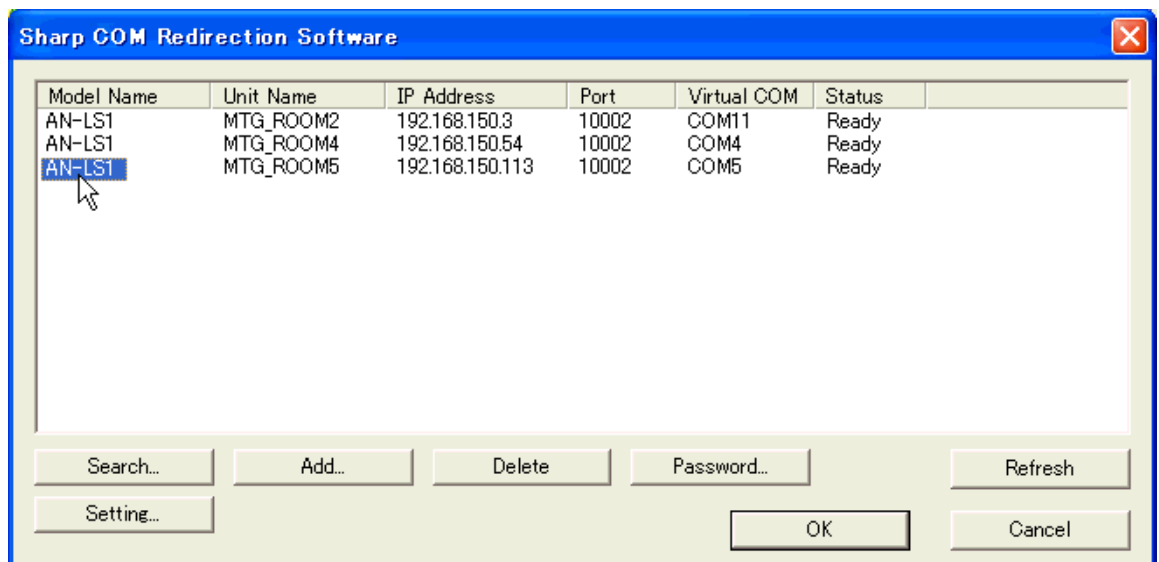 Sharp COM Redirection Software
Model Name Unit Name IP Address Port Virtual COM Status
AN-LS1 MTG_ROOM2 192.168.150.3 10002 COM11 Ready
AN-LS1 MTG_ROOM4 192.168.150.54 10002 COM4 Ready
AN-LS1 MTG_ROOM5 192.168.150.113 10002 COM5 Ready
Search... Add... Delete Password... Refresh
Setting... OK Cancel